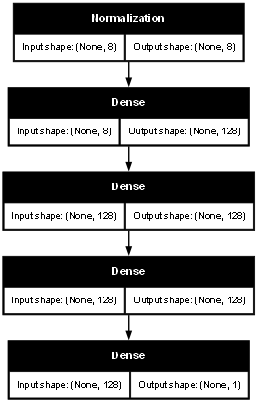 Normalization
Input shape: (None, 8) Output shape: (None, 8)
Dense
Input shape: (None, 8) Output shape: (None, 128)
Dense
Input shape: (None, 128) Output shape: (None, 128)
Dense
Input shape: (None, 128) Output shape: (None, 128)
Dense
Input shape: (None, 128) Output shape: (None, 1)